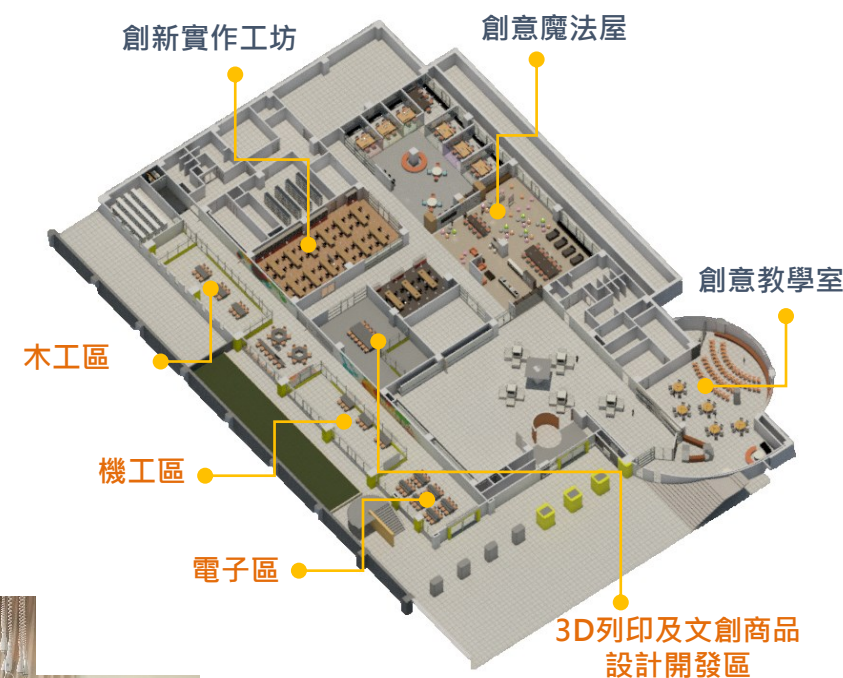 創新實作工坊
創意魔法屋
創意教學室
木工區
機工區
電子區
3D列印及文創商品
設計開發區